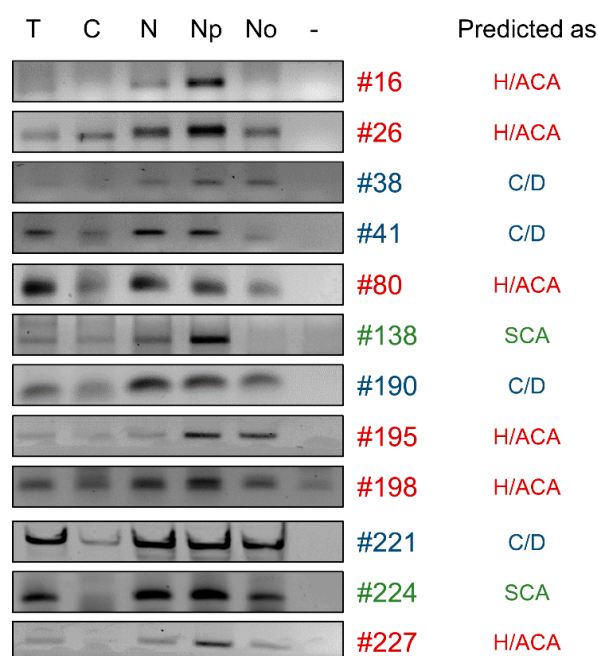 T C N Np No - Predicted as
#16 H/ACA
#26 H/ACA
#38 C/D
#41 C/D
#80 H/ACA
#138 SCA
#190 C/D
#195 H/ACA
#198 H/ACA
#221 C/D
#224 SCA
#227 H/ACA